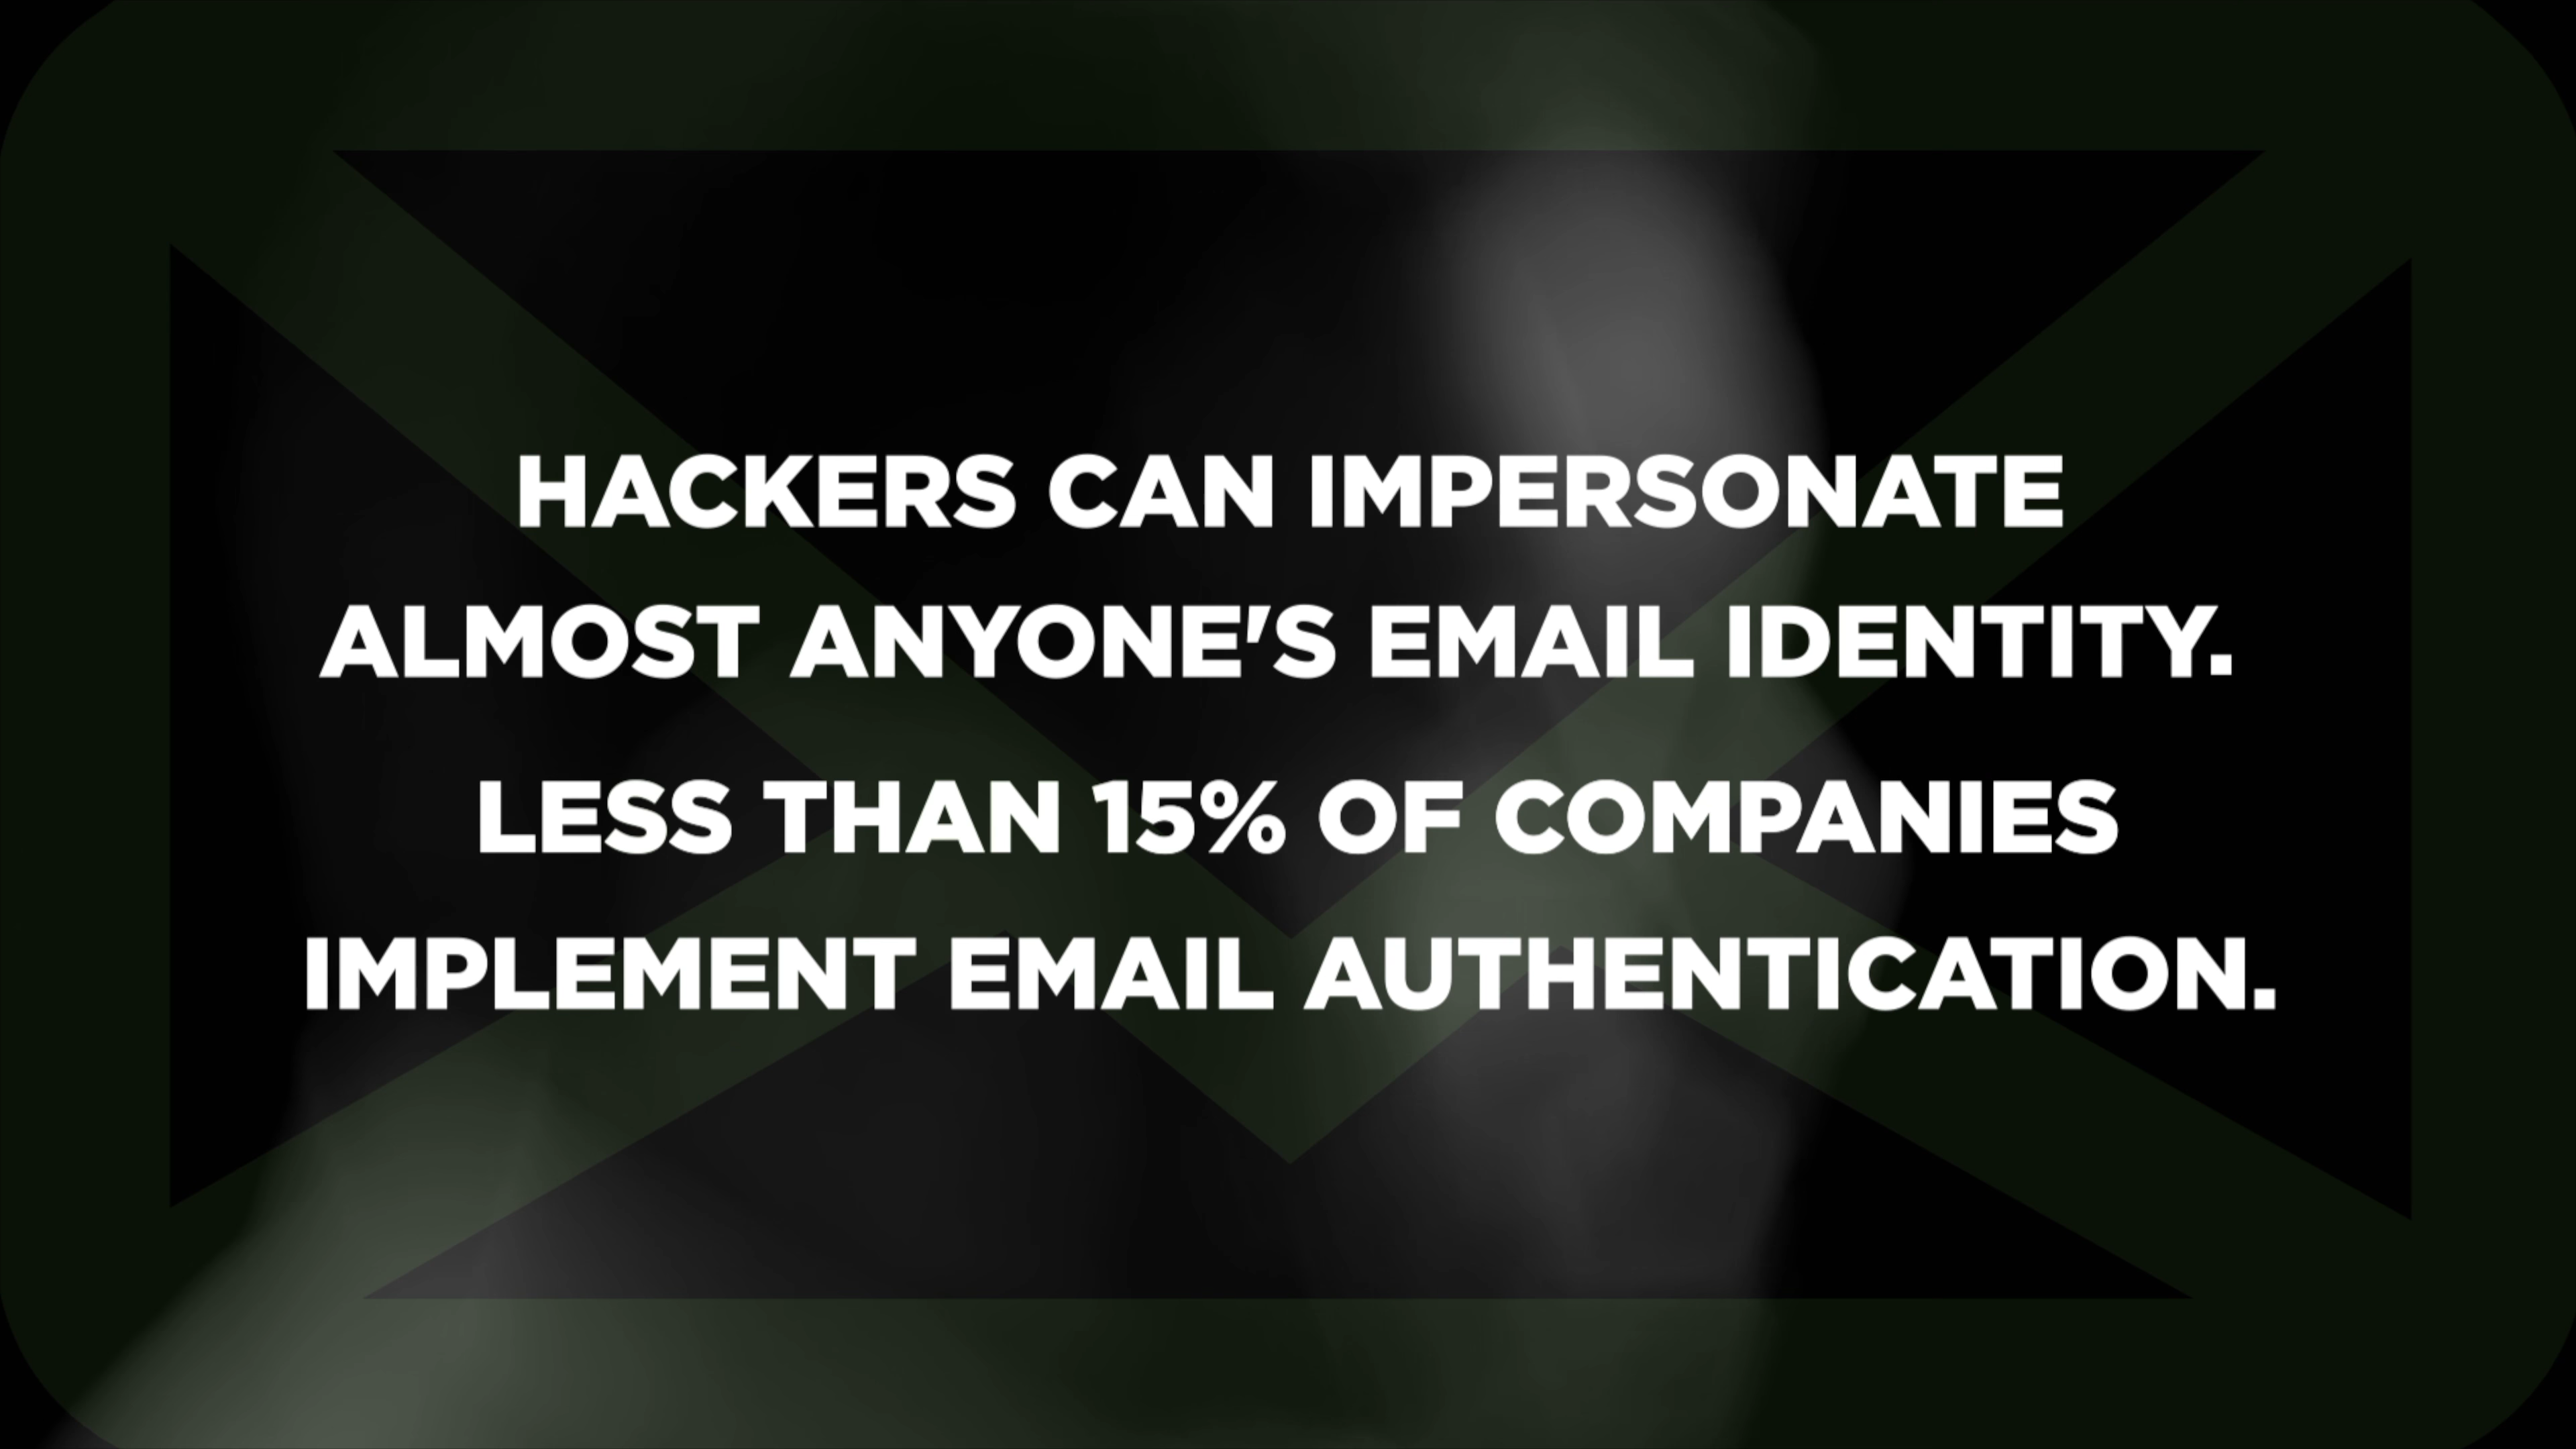 HACKERS CAN IMPERSONATE
ALMOST ANYONE'S EMAIL IDENTITY.
LESS THAN 15% OF COMPANIES
IMPLEMENT EMAIL AUTHENTICATION.